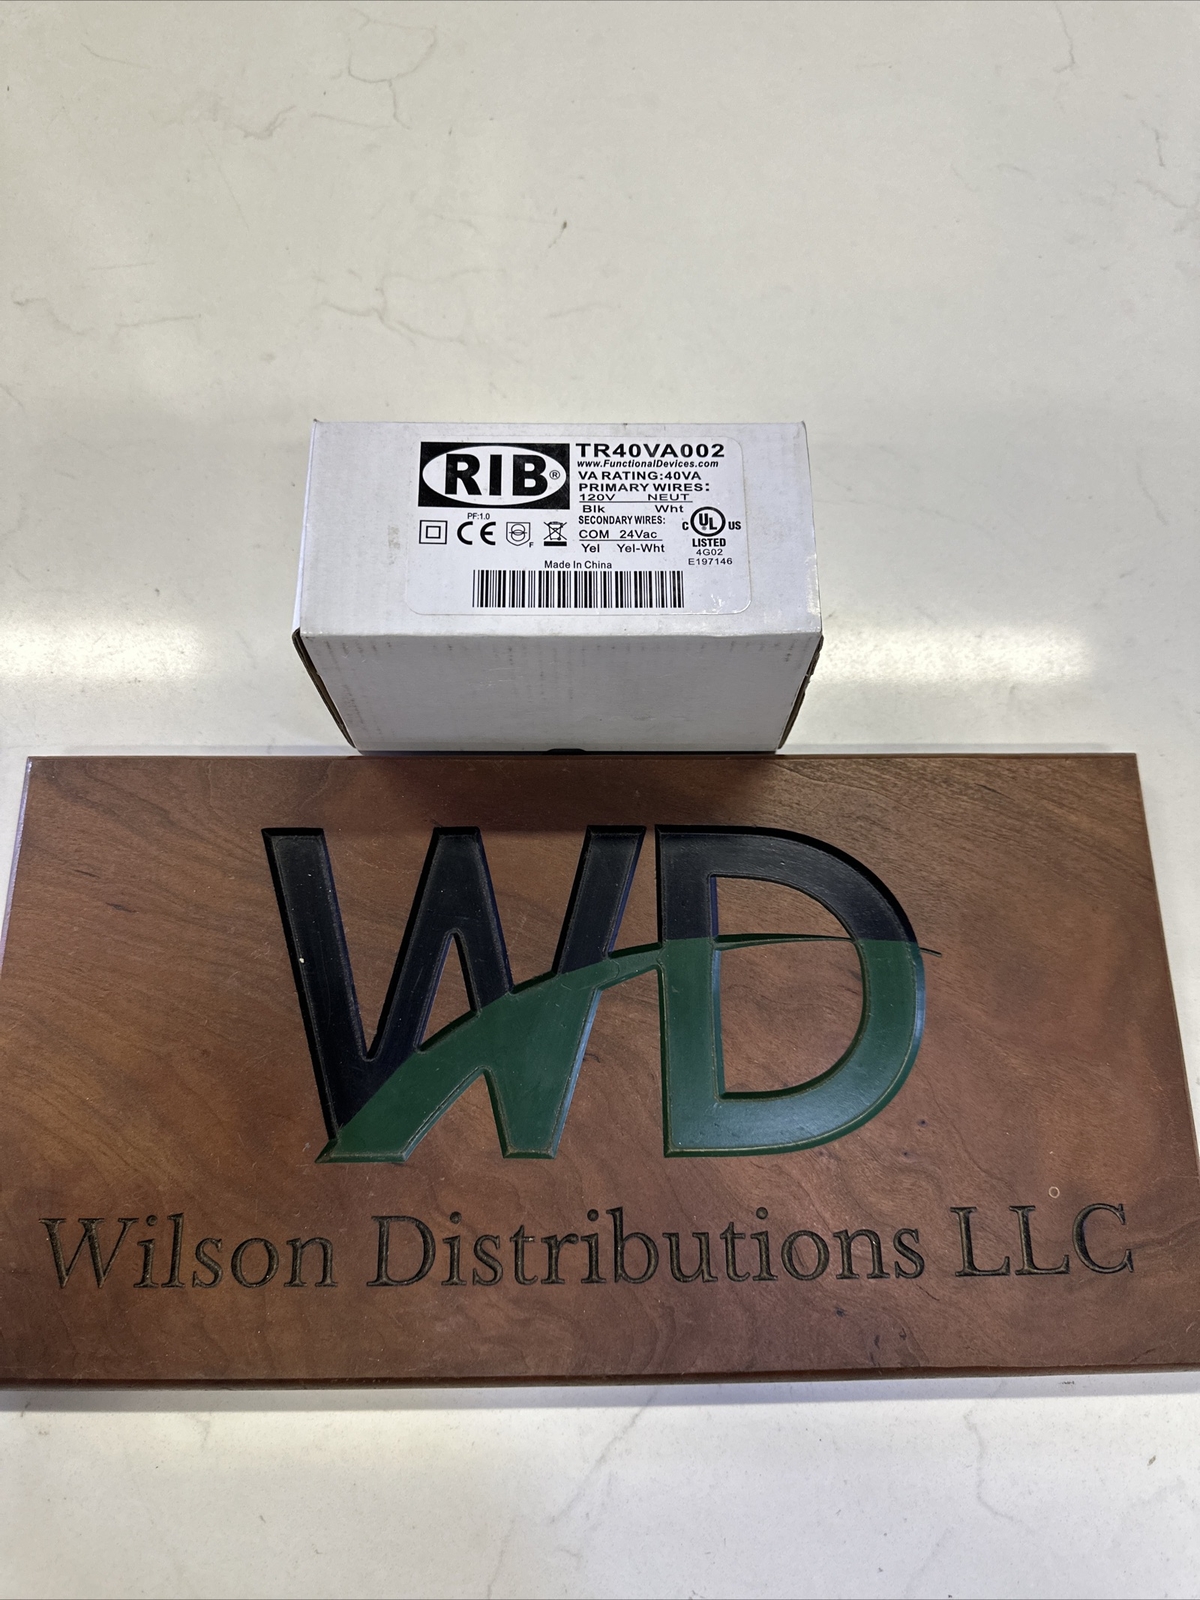 RIB®
TR40VA002
www.FunctionalDevices.com
VA RATING:40VA
PRIMARY WIRES:
120V NEUT
Blk Wht
SECONDARY WIRES:
COM 24Vac
Yel Yel-Wht
PF:1.0
CE
F
C UL US
LISTED
4G02
E197146
Made In China
WD
Wilson Distributions LLC